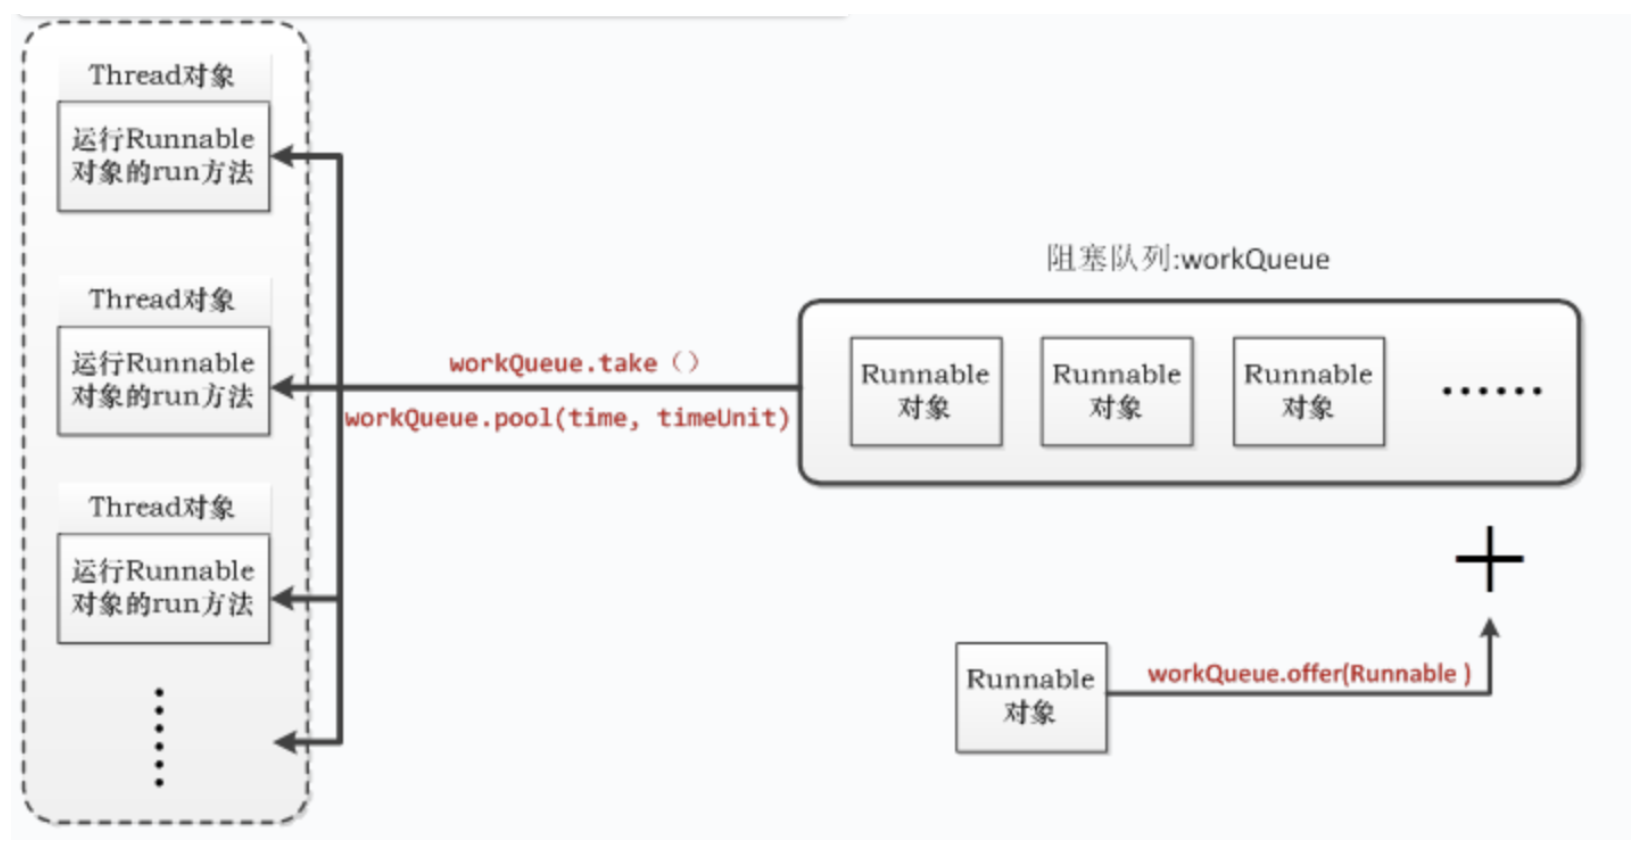 Thread对象
运行Runnable
对象的run方法
Thread对象
运行Runnable
对象的run方法
Thread对象
运行Runnable
对象的run方法
workQueue.take（）
workQueue.pool(time, timeUnit)
阻塞队列:workQueue
Runnable
对象
Runnable
对象
Runnable
对象
Runnable
对象
workQueue.offer(Runnable )